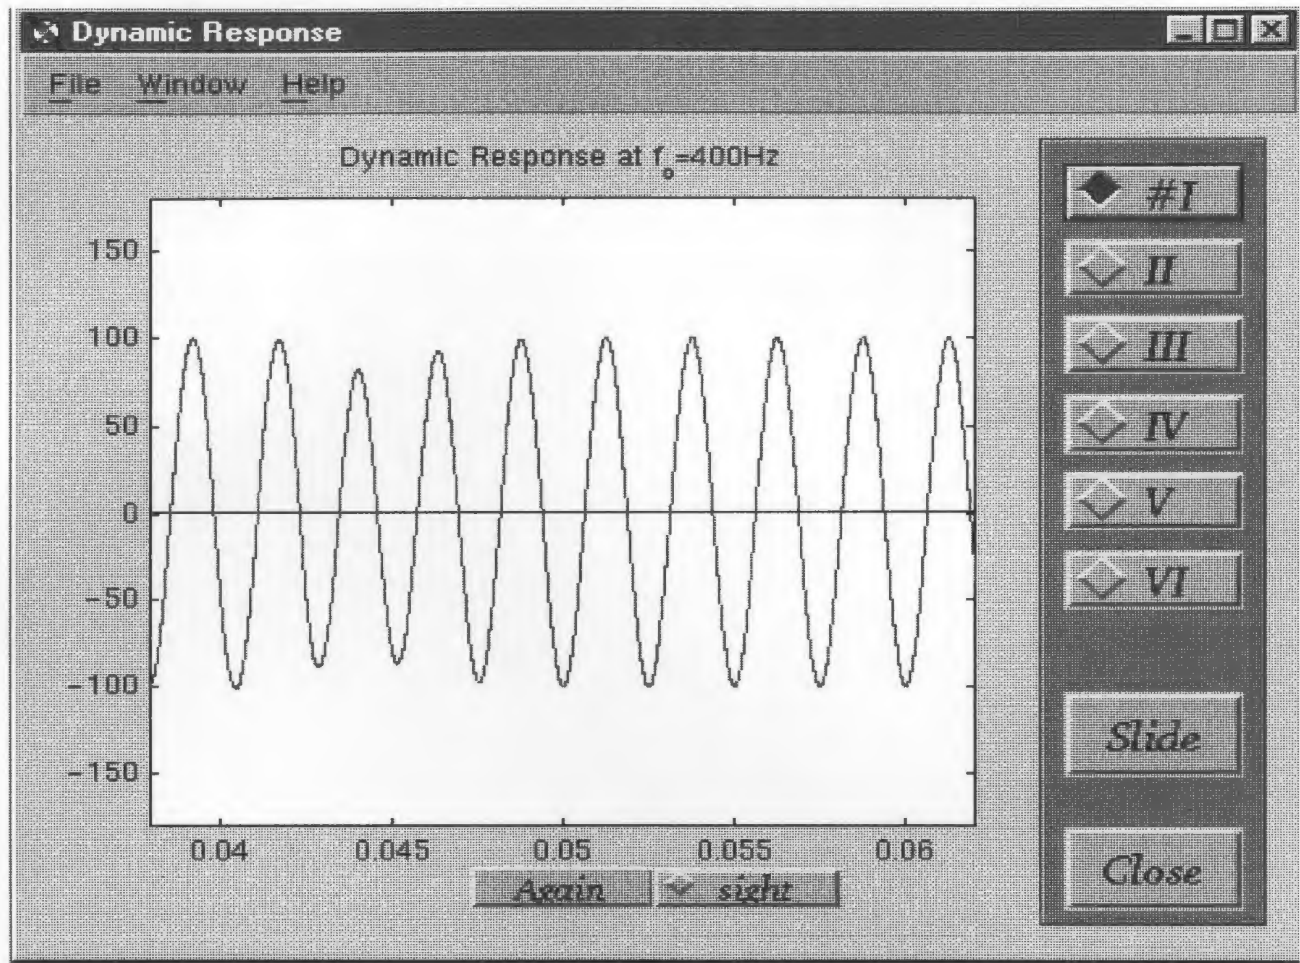 Dynamic Response
File Window Help
Dynamic Response at fo=400Hz
150
100
50
0
-50
-100
-150
0.04 0.045 0.05 0.055 0.06
Again sight
#I
II
III
IV
V
VI
Slide
Close